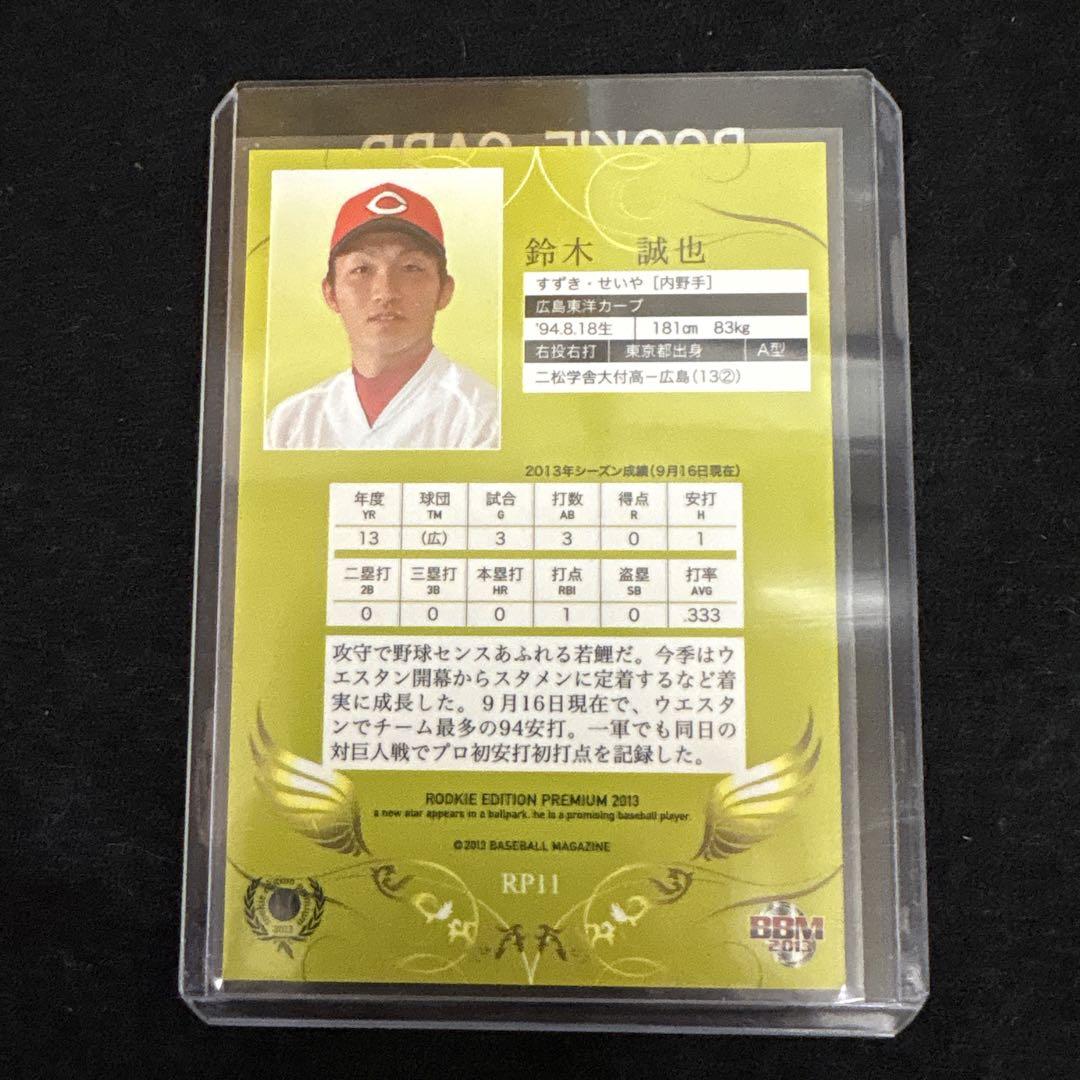 ROOKIE CARD
鈴木 誠也
すずき・せいや [内野手]
広島東洋カープ
'94.8.18生 181㎝ 83㎏
右投右打 東京都出身 A型
二松学舎大付高ー広島(13②)
2013年シーズン成績(9月16日現在)
年度 球団 試合 打数 得点 安打
YR TM G AB R H
13 (広) 3 3 0 1
二塁打 三塁打 本塁打 打点 盗塁 打率
2B 3B HR RBI SB AVG
0 0 0 1 0 .333
攻守で野球センスあふれる若鯉だ。今季はウ
エスタン開幕からスタメンに定着するなど着
実に成長した。9月16日現在で、ウエスタ
ンでチーム最多の94安打。一軍でも同日の
対巨人戦でプロ初安打初打点を記録した。
ROOKIE EDITION PREMIUM 2013
a new star appears in a ballpark. he is a promising baseball player.
©2013 BASEBALL MAGAZINE
RP11
2013
BBM
2013